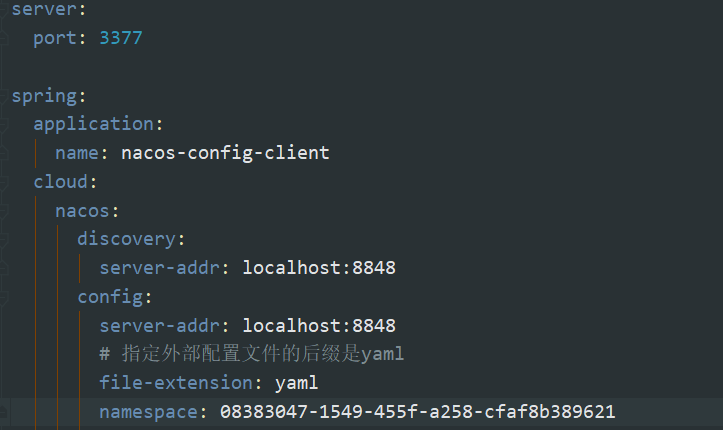 server:
port: 3377
spring:
application:
name: nacos-config-client
cloud:
nacos:
discovery:
server-addr: localhost:8848
config:
server-addr: localhost:8848
# 指定外部配置文件的后缀是yaml
file-extension: yaml
namespace: 08383047-1549-455f-a258-cfaf8b389621